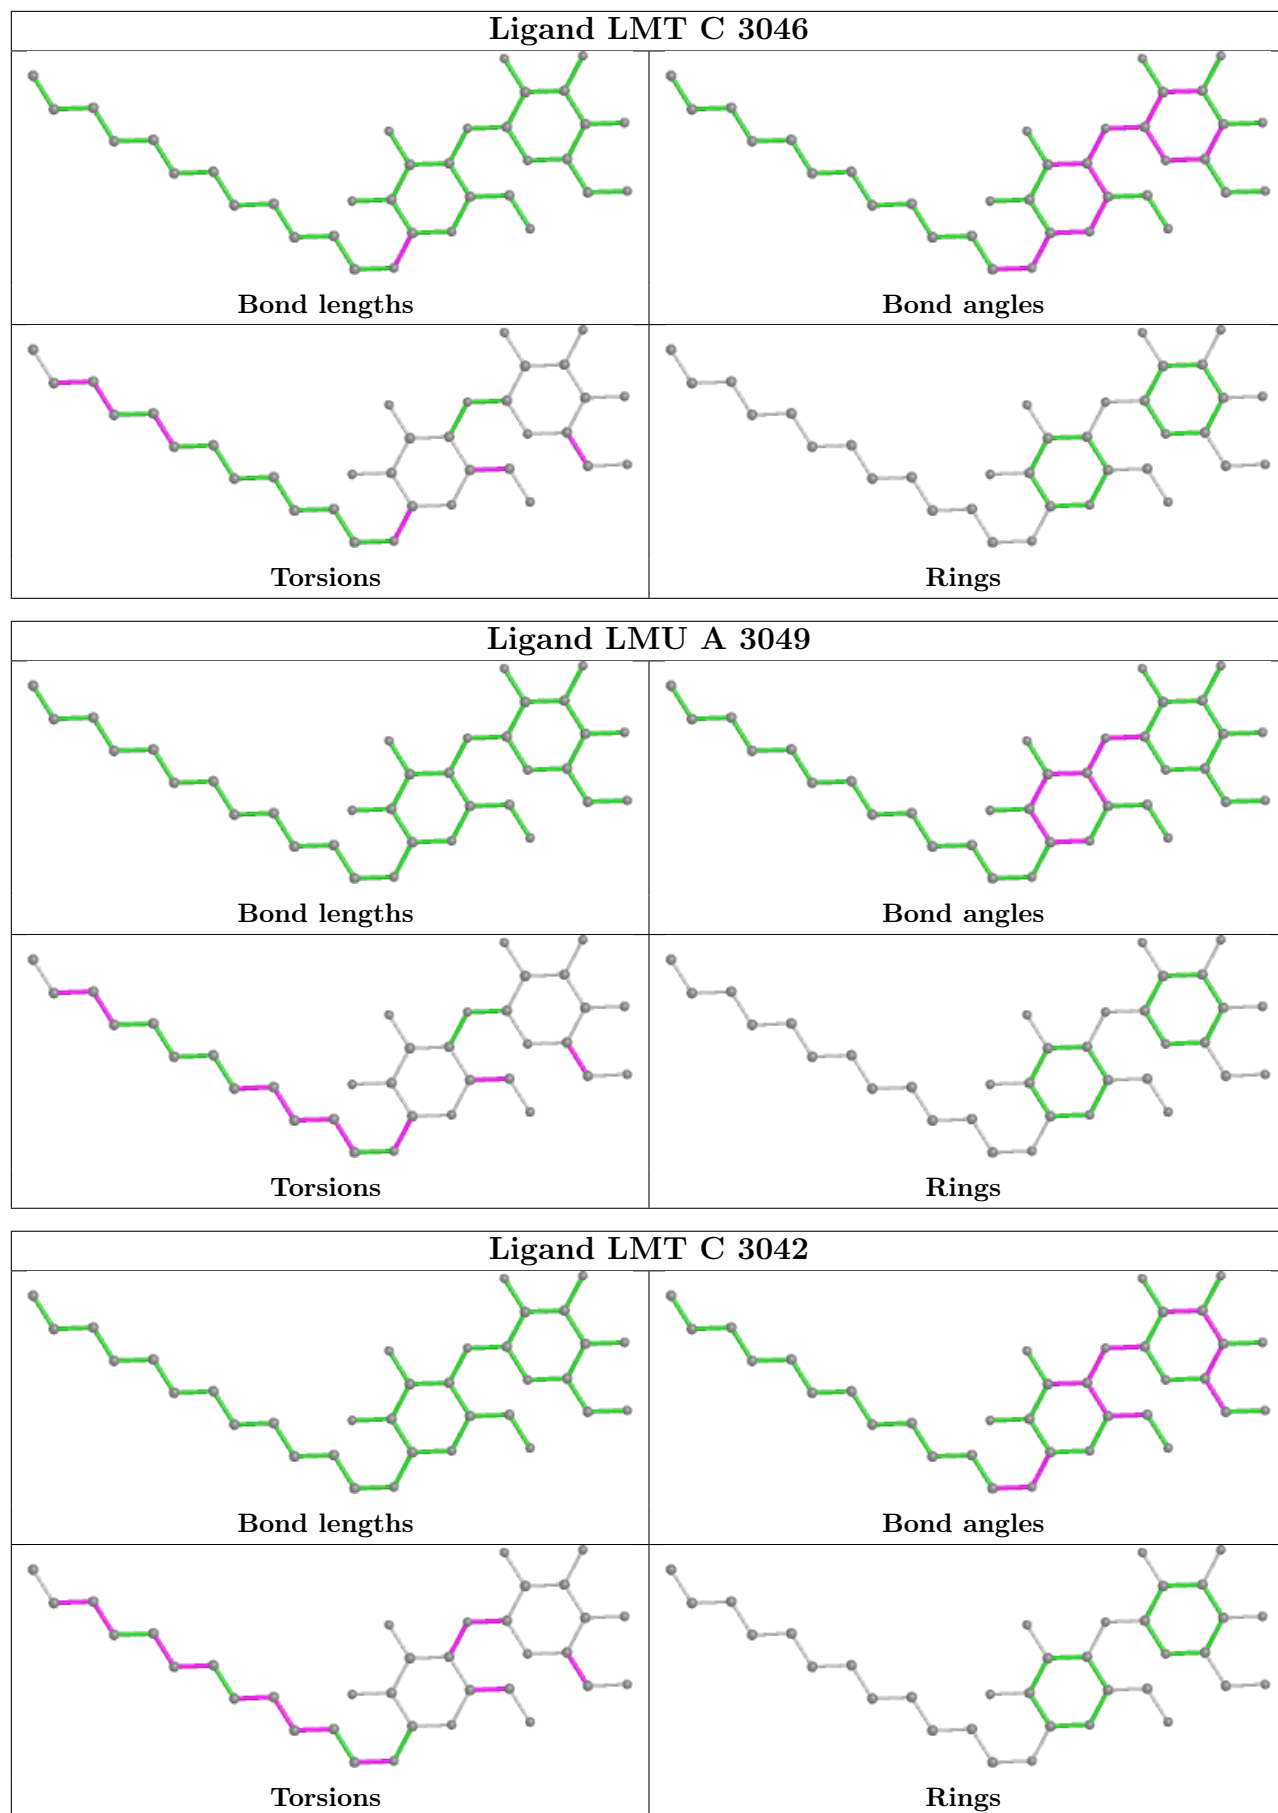 Ligand LMT C 3046
Bond lengths
Bond angles
Torsions
Rings
Ligand LMU A 3049
Bond lengths
Bond angles
Torsions
Rings
Ligand LMT C 3042
Bond lengths
Bond angles
Torsions
Rings